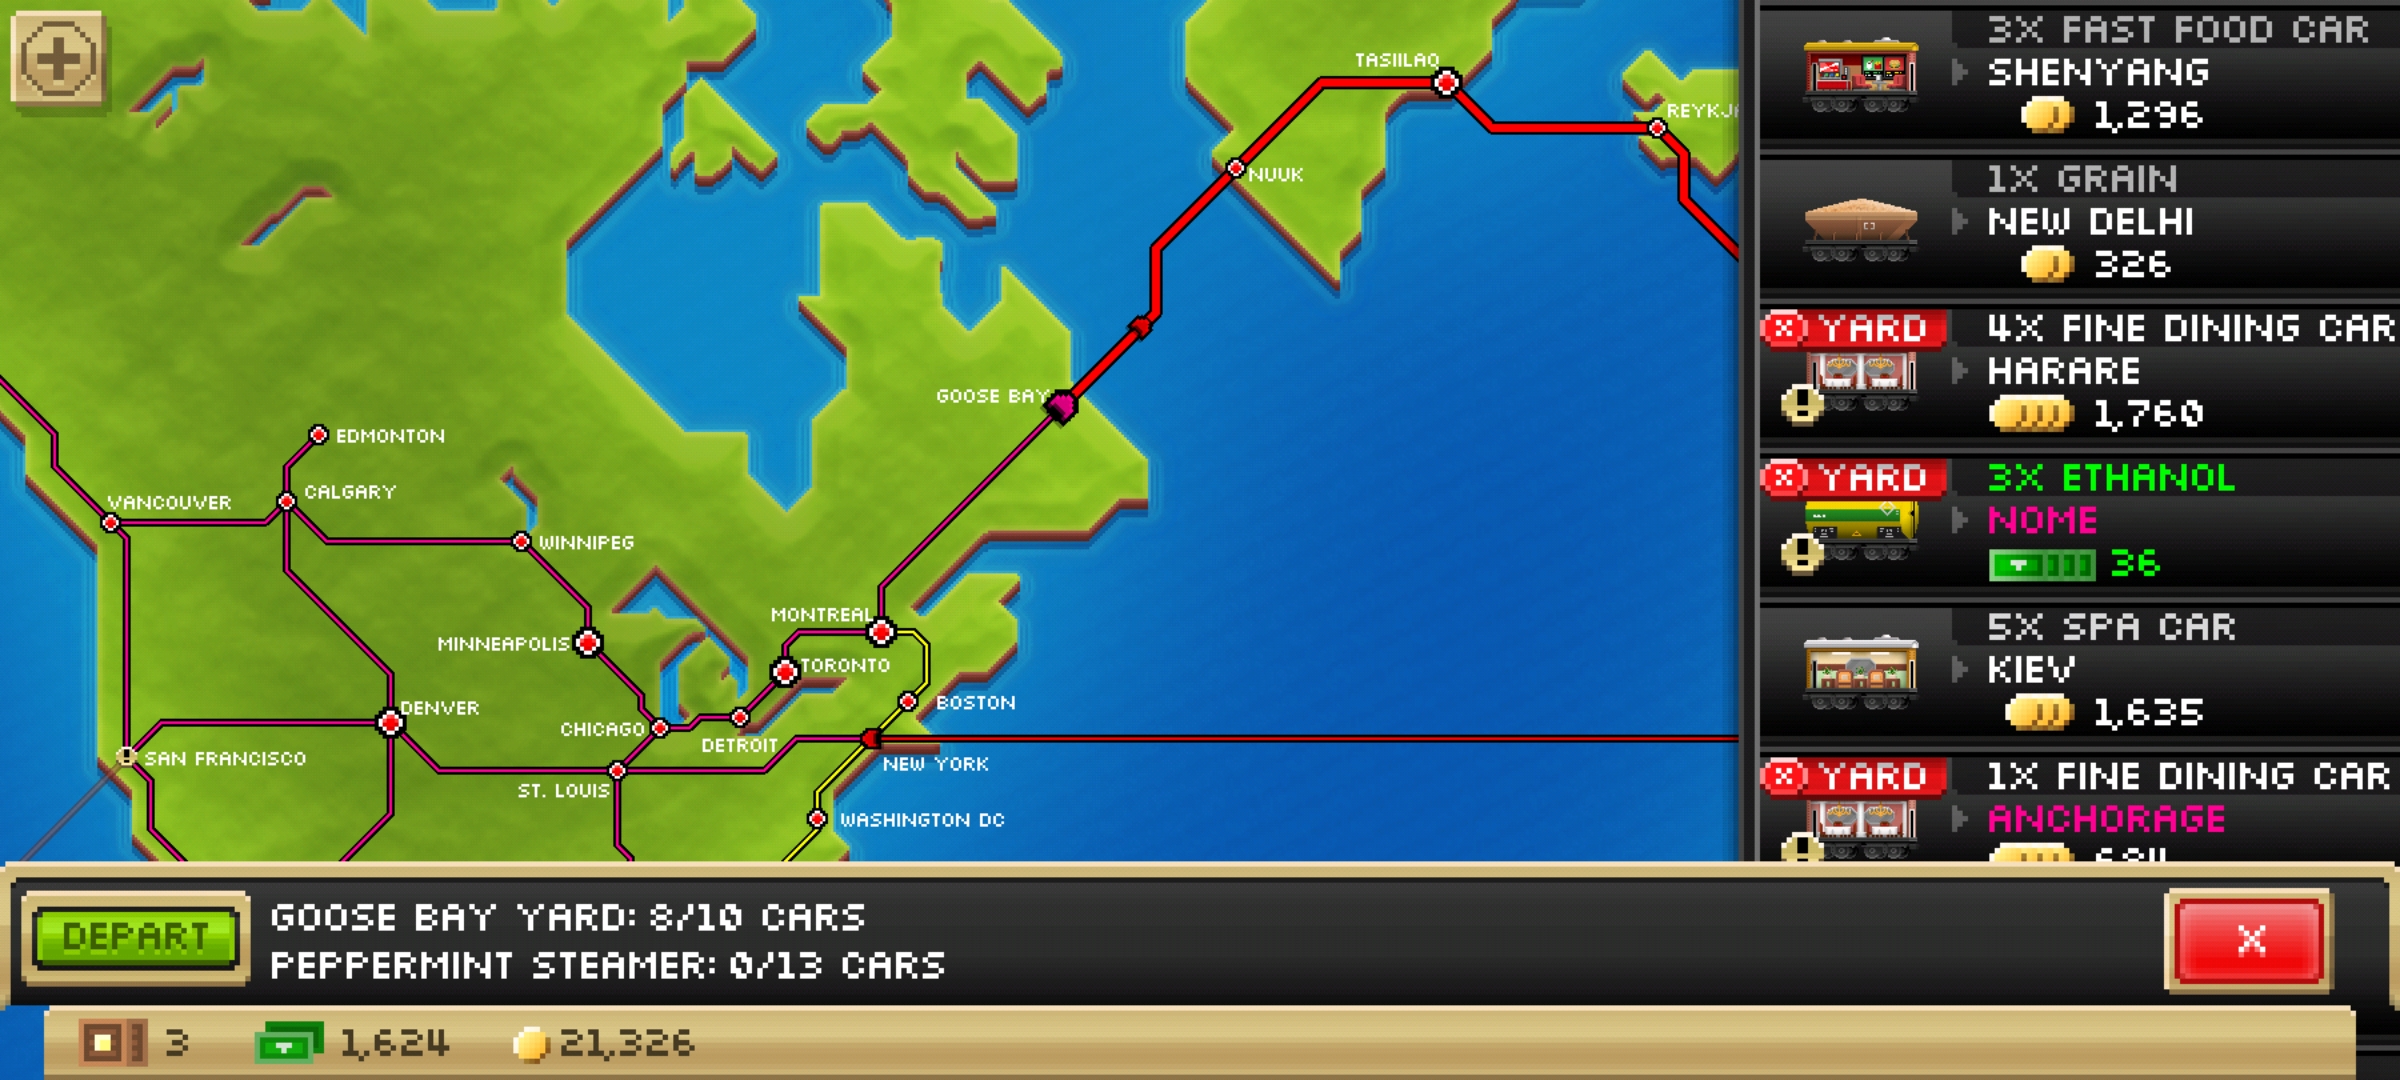 TASIILAQ
NUUK
GOOSE BAY
EDMONTON
CALGARY
VANCOUVER
WINNIPEG
MONTREAL
MINNEAPOLIS
TORONTO
DENVER
BOSTON
CHICAGO
DETROIT
SAN FRANCISCO
NEW YORK
ST. LOUIS
WASHINGTON DC
3X FAST FOOD CAR
SHENYANG
1,296
1X GRAIN
NEW DELHI
326
YARD
4X FINE DINING CAR
HARARE
1,760
YARD
3X ETHANOL
NOME
36
5X SPA CAR
KIEV
1,635
YARD
1X FINE DINING CAR
ANCHORAGE
DEPART
GOOSE BAY YARD: 8/10 CARS
PEPPERMINT STEAMER: 0/13 CARS
X
3
1,624
21,326